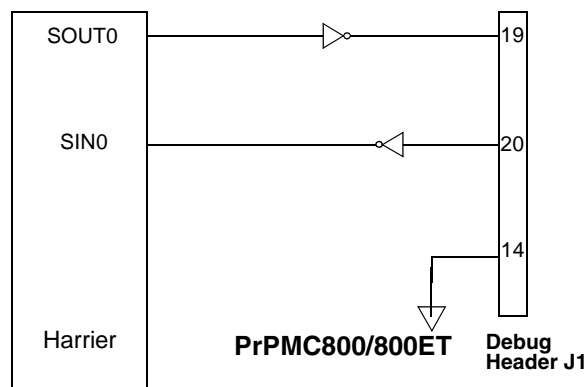 SOUT0
19
SIN0
20
14
Harrier
PrPMC800/800ET
Debug
Header J1